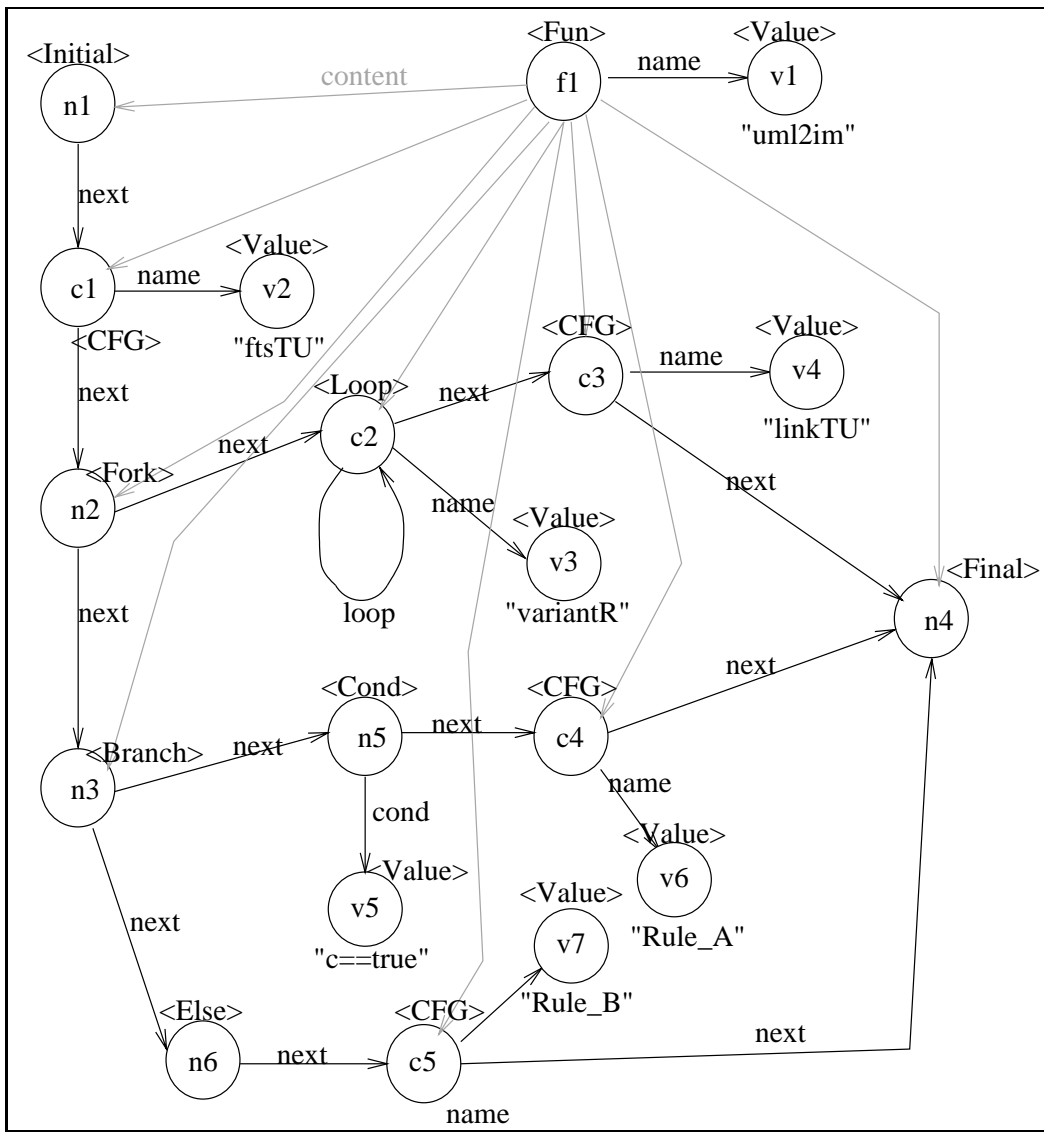 <Fun>
<Value>
<Initial>
content
f1
name
v1
n1
"uml2im"
next
<Value>
c1
name
v2
<CFG>
"ftsTU"
<CFG>
<Value>
next
<Loop>
next
c3
name
v4
c2
"linkTU"
<Fork>
next
n2
name
next
<Value>
v3
<Final>
next
loop
"variantR"
n4
next
<Cond>
<CFG>
<Branch>
next
n5
next
c4
n3
cond
name
<Value>
<Value>
v6
<Value>
v5
next
"Rule_A"
v7
"c==true"
"Rule_B"
<Else>
<CFG>
next
n6
next
c5
name